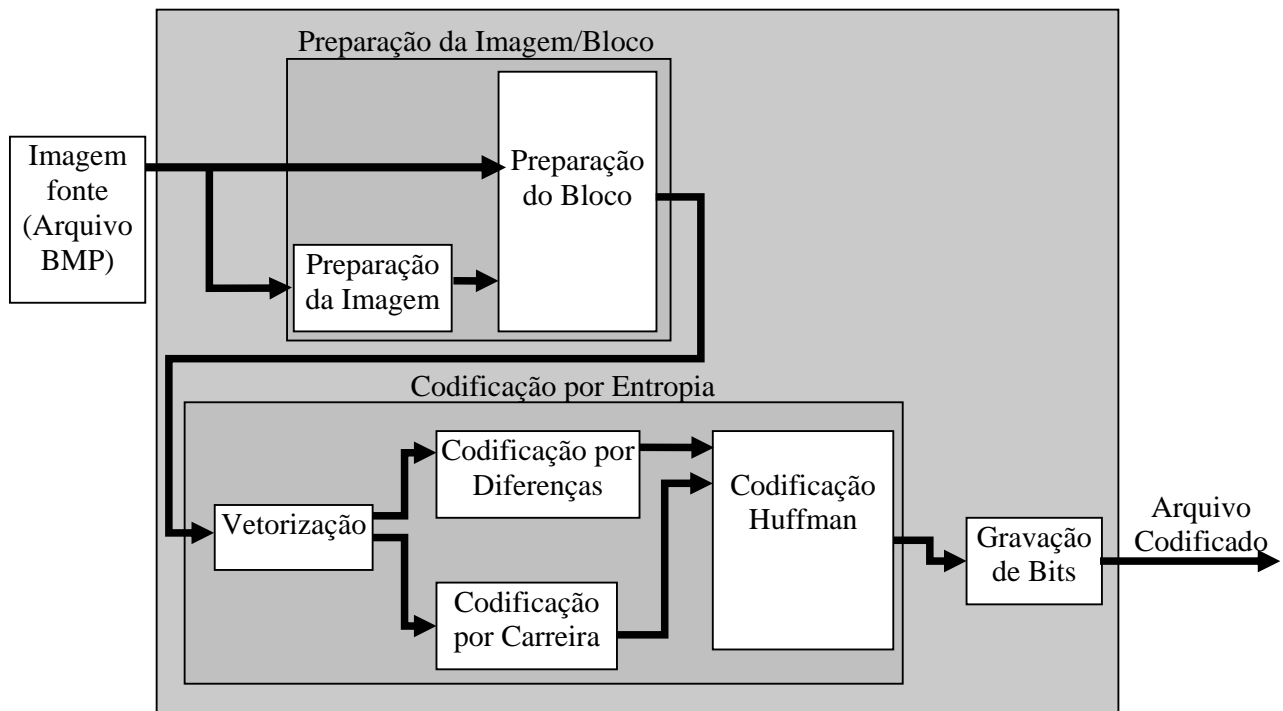 Preparação da Imagem/Bloco
Imagem
fonte
(Arquivo
BMP)
Preparação
do Bloco
Preparação
da Imagem
Codificação por Entropia
Vetorização
Codificação por
Diferenças
Codificação
por Carreira
Codificação
Huffman
Gravação
de Bits
Arquivo
Codificado